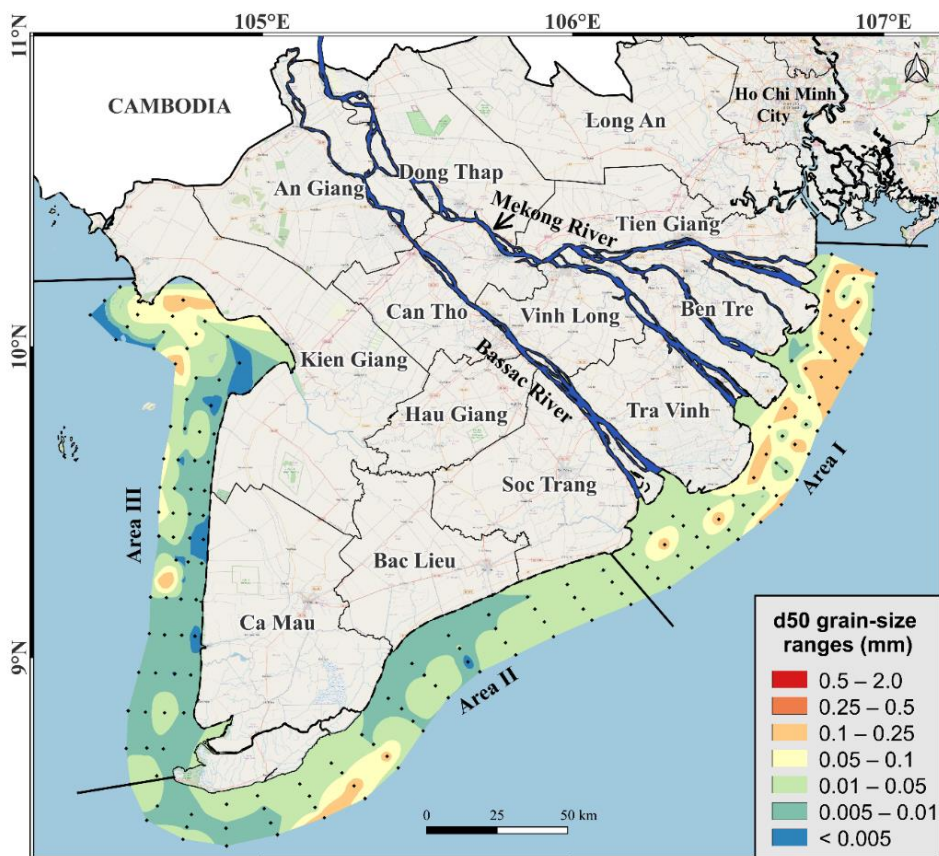 105°E
106°E
107°E
11°N
N
CAMBODIA
Ho Chi Minh
City
Long An
Dong Thap
An Giang
Mekong River
Tien Giang
Can Tho
Vinh Long
Ben Tre
10°N
Kien Giang
Bassac River
Hau Giang
Tra Vinh
Soc Trang
Area I
Area III
Bac Lieu
Ca Mau
9°N
Area II
d50 grain-size
ranges (mm)
0.5 – 2.0
0.25 – 0.5
0.1 – 0.25
0.05 – 0.1
0.01 – 0.05
0.005 – 0.01
< 0.005
0 25 50 km